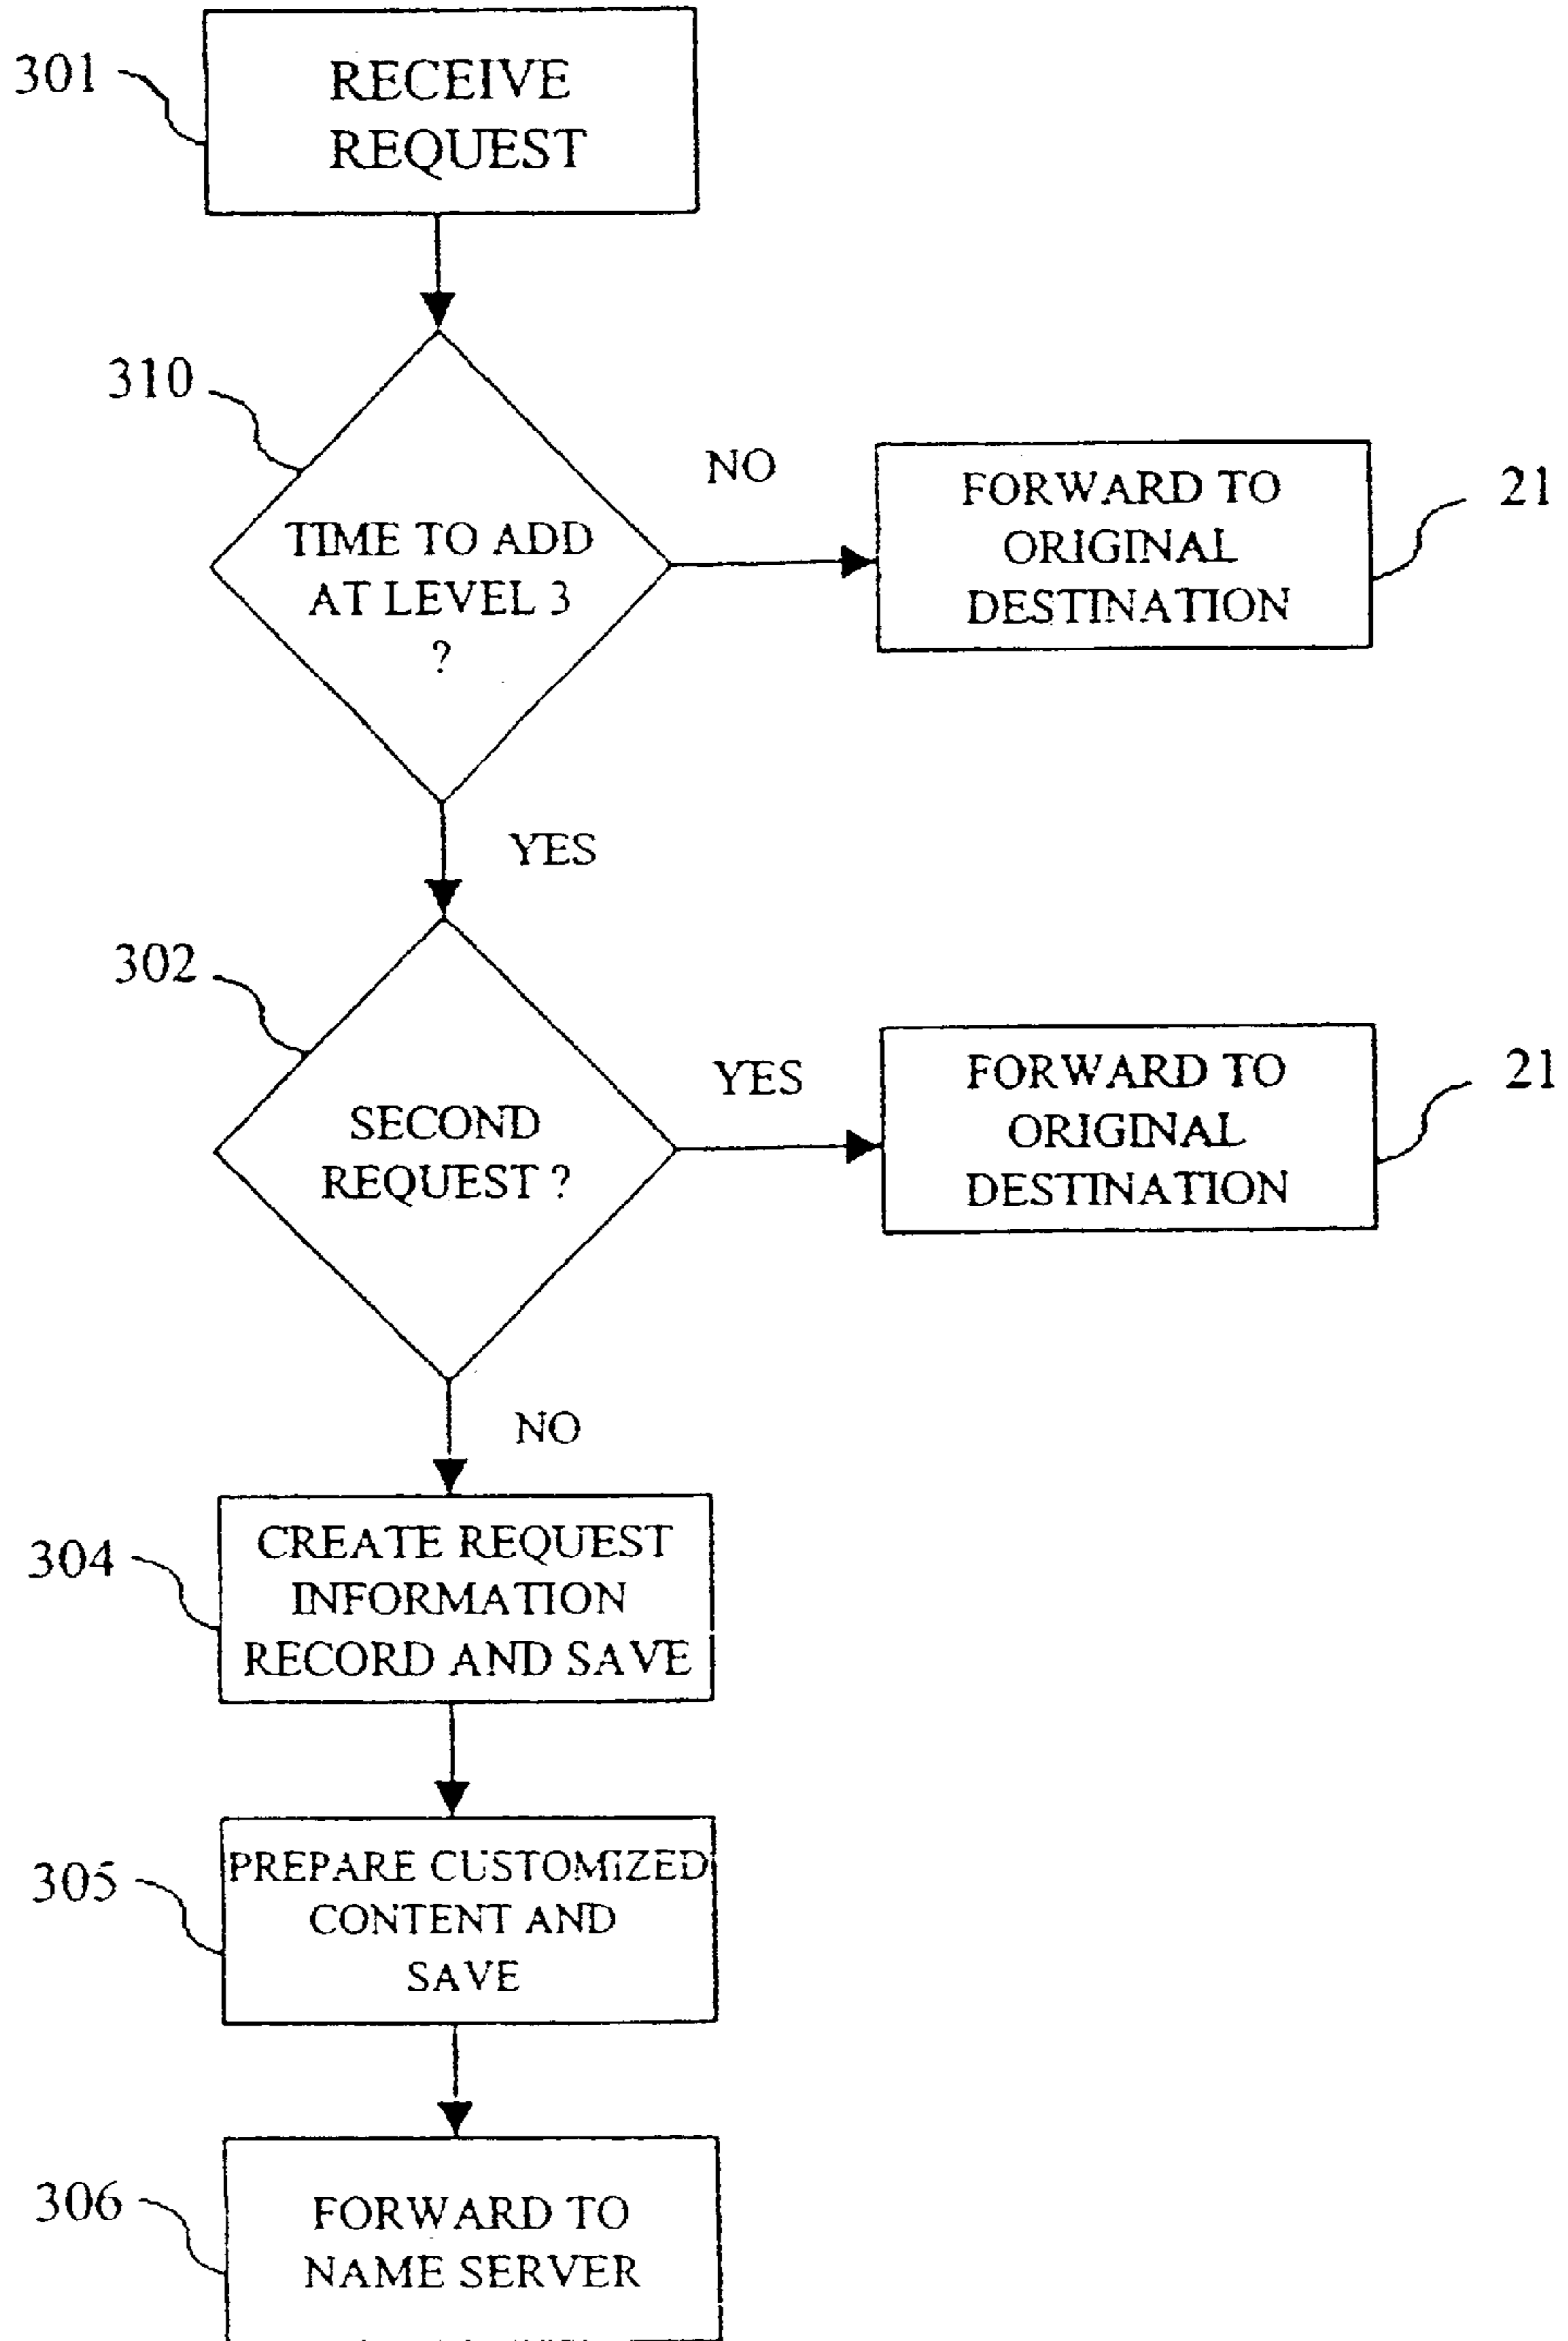 301
RECEIVE
REQUEST
310
TIME TO ADD
AT LEVEL 3
?
NO
FORWARD TO
ORIGINAL
DESTINATION
21
YES
302
SECOND
REQUEST ?
YES
FORWARD TO
ORIGINAL
DESTINATION
21
NO
304
CREATE REQUEST
INFORMATION
RECORD AND SAVE
305
PREPARE CUSTOMIZED
CONTENT AND
SAVE
306
FORWARD TO
NAME SERVER